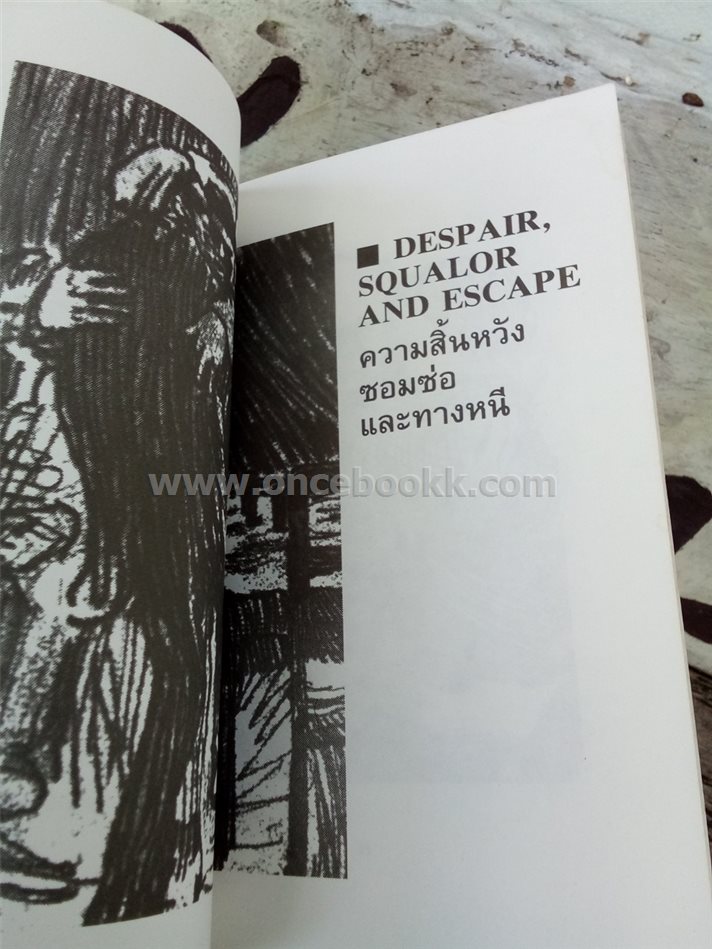 ■ DESPAIR,
SQUALOR
AND ESCAPE
ความสิ้นหวัง
ซอมซ่อ
และทางหนี
www.oncebookk.com